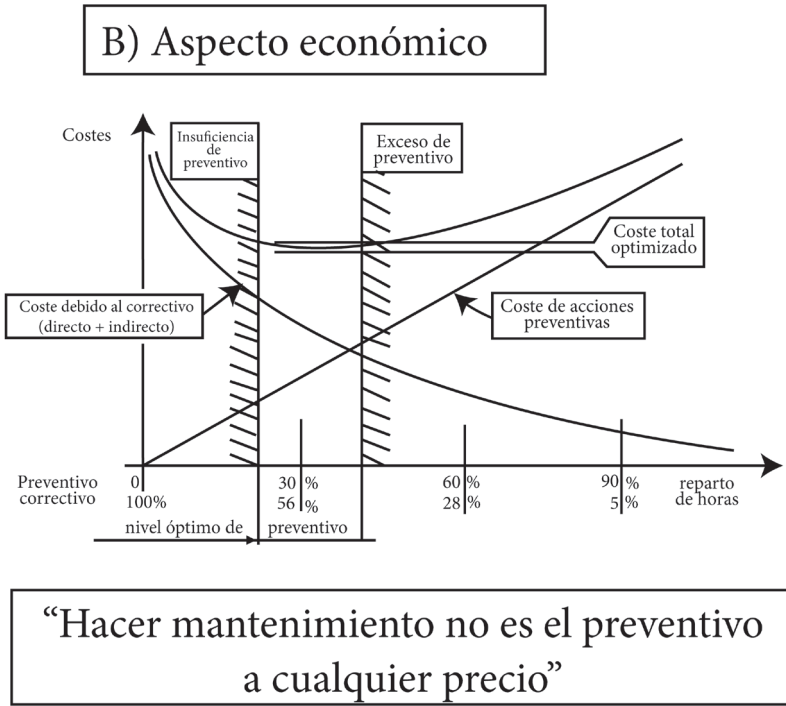 B) Aspecto económico
Costes
Insuficiencia
de
preventivo
Exceso de
preventivo
Coste total
optimizado
Coste debido al correctivo
(directo + indirecto)
Coste de acciones
preventivas
Preventivo
correctivo
0
100%
30 %
56 %
60 %
28 %
90 %
5 %
reparto
de horas
nivel óptimo de preventivo
“Hacer mantenimiento no es el preventivo
a cualquier precio”